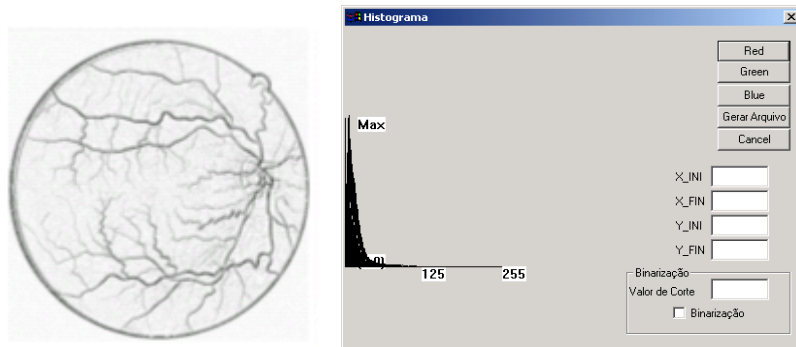 Histograma
Red
Green
Blue
Gerar Arquivo
Cancel
Max
X_INI
X_FIN
Y_INI
Y_FIN
125
255
Binarização
Valor de Corte
Binarização